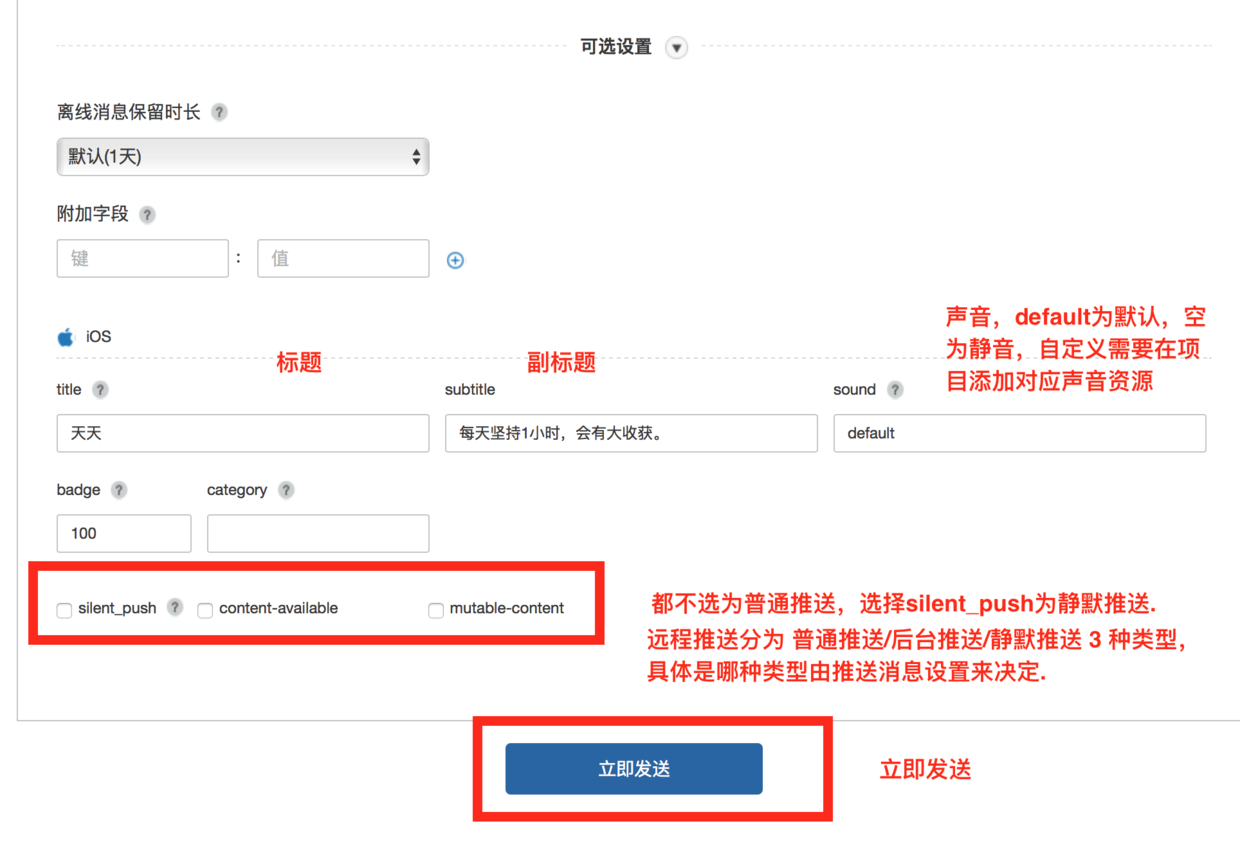 可选设置
离线消息保留时长 ?
默认(1天)
附加字段 ?
键 : 值
iOS
声音，default为默认，空
为静音，自定义需要在项
目添加对应声音资源
标题 副标题
title ? subtitle sound ?
天天 每天坚持1小时，会有大收获。 default
badge ? category ?
100
silent_push ? content-available mutable-content
都不选为普通推送，选择silent_push为静默推送.
远程推送分为 普通推送/后台推送/静默推送 3 种类型，
具体是哪种类型由推送消息设置来决定.
立即发送 立即发送